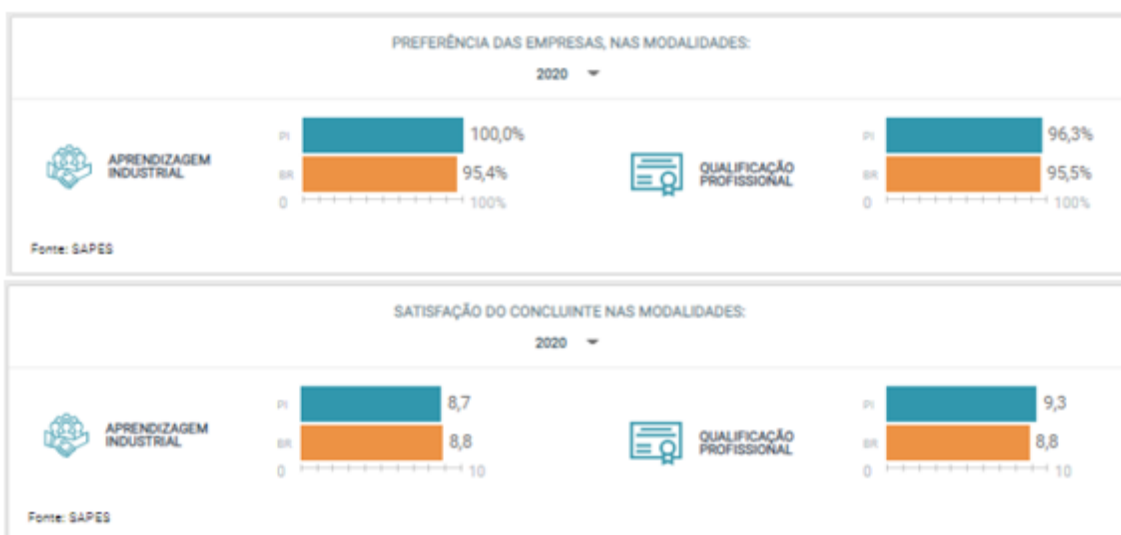 PREFERÊNCIA DAS EMPRESAS, NAS MODALIDADES:
2020
APRENDIZAGEM
INDUSTRIAL
PI
100,0%
BR
95,4%
0
100%
QUALIFICAÇÃO
PROFISSIONAL
PI
96,3%
BR
95,5%
0
100%
Fonte: SAPES
SATISFAÇÃO DO CONCLUINTE NAS MODALIDADES:
2020
APRENDIZAGEM
INDUSTRIAL
PI
8,7
BR
8,8
0
10
QUALIFICAÇÃO
PROFISSIONAL
PI
9,3
BR
8,8
0
10
Fonte: SAPES